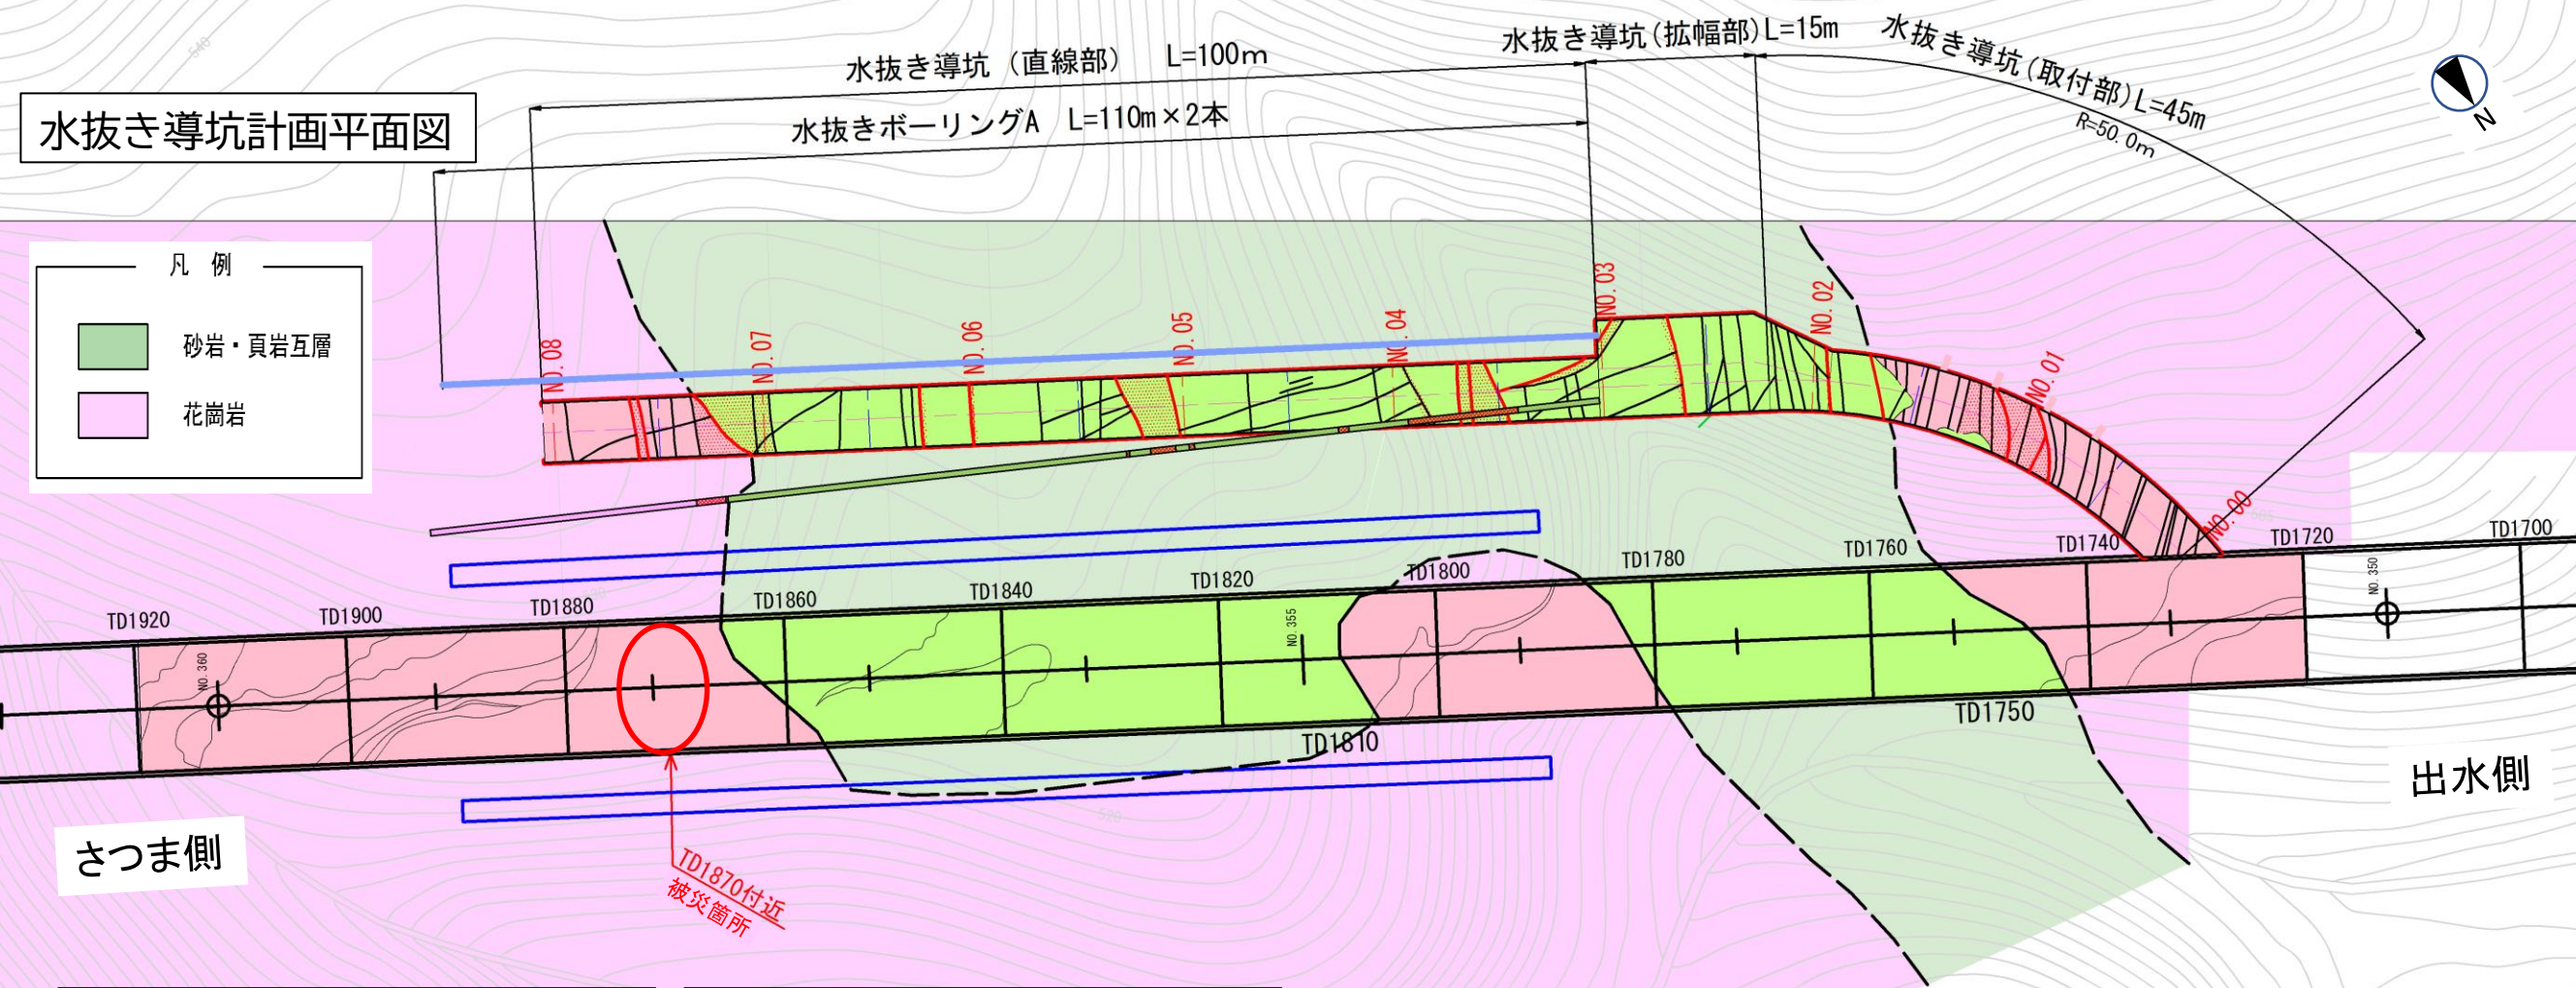 水抜き導坑計画平面図
水抜き導坑（直線部） L=100m
水抜き導坑(拡幅部)L=15m
水抜き導坑(取付部)L=45m
R=50.0m
水抜きボーリングA L=110m×2本
N
凡 例
砂岩・頁岩互層
花崗岩
NO.08
NO.07
NO.06
NO.05
NO.04
NO.03
NO.02
NO.01
NO.00
TD1920
TD1900
TD1880
TD1860
TD1840
TD1820
TD1800
TD1780
TD1760
TD1740
TD1720
TD1700
NO.360
NO.355
NO.350
TD1810
TD1750
さつま側
出水側
TD1870付近
被災箇所
540
520